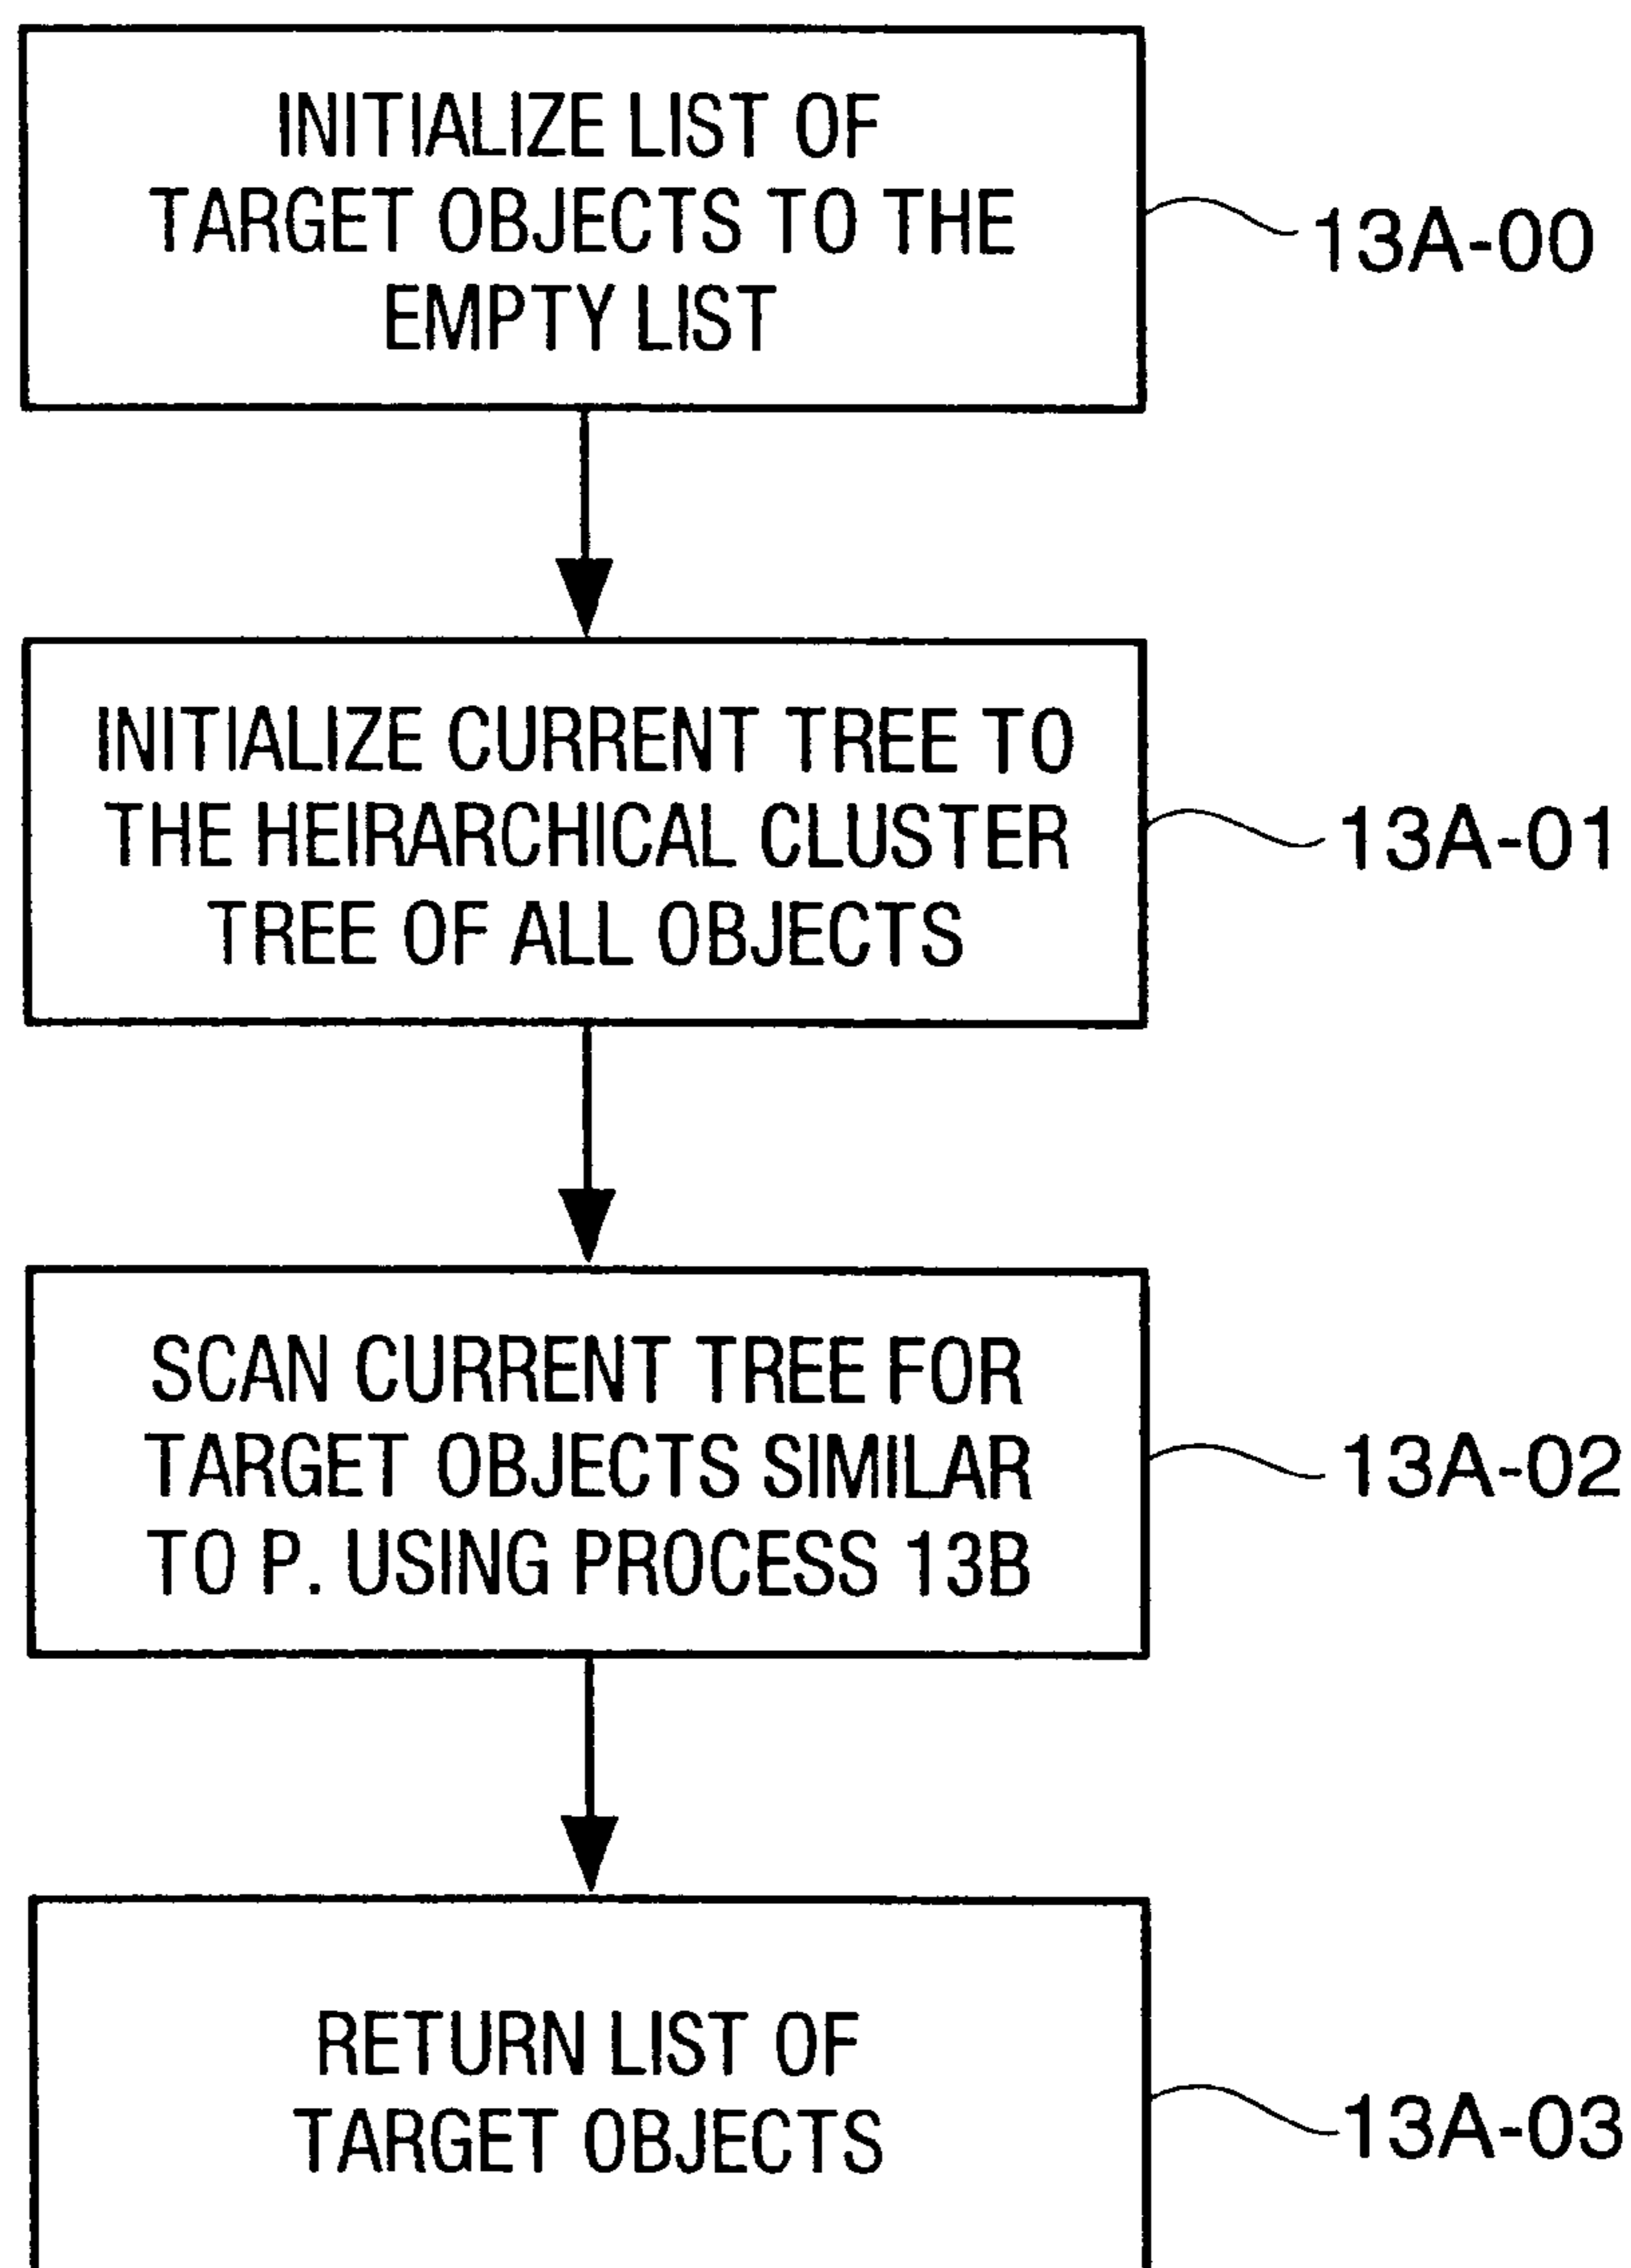 INITIALIZE LIST OF
TARGET OBJECTS TO THE
EMPTY LIST
13A-00
INITIALIZE CURRENT TREE TO
THE HEIRARCHICAL CLUSTER
TREE OF ALL OBJECTS
13A-01
SCAN CURRENT TREE FOR
TARGET OBJECTS SIMILAR
TO P. USING PROCESS 13B
13A-02
RETURN LIST OF
TARGET OBJECTS
13A-03